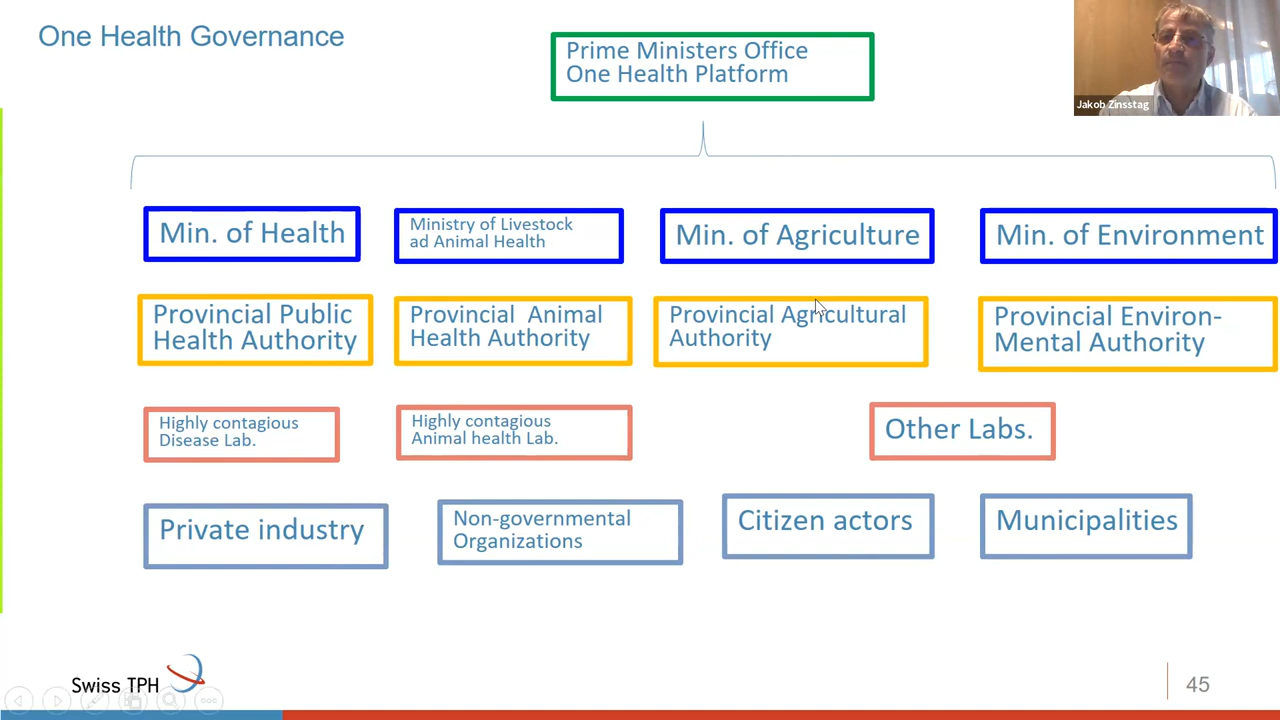 One Health Governance
Prime Ministers Office
One Health Platform
Jakob Zinsstag
Min. of Health
Ministry of Livestock
ad Animal Health
Min. of Agriculture
Min. of Environment
Provincial Public
Health Authority
Provincial Animal
Health Authority
Provincial Agricultural
Authority
Provincial Environ-
Mental Authority
Highly contagious
Disease Lab.
Highly contagious
Animal health Lab.
Other Labs.
Private industry
Non-governmental
Organizations
Citizen actors
Municipalities
Swiss TPH
45